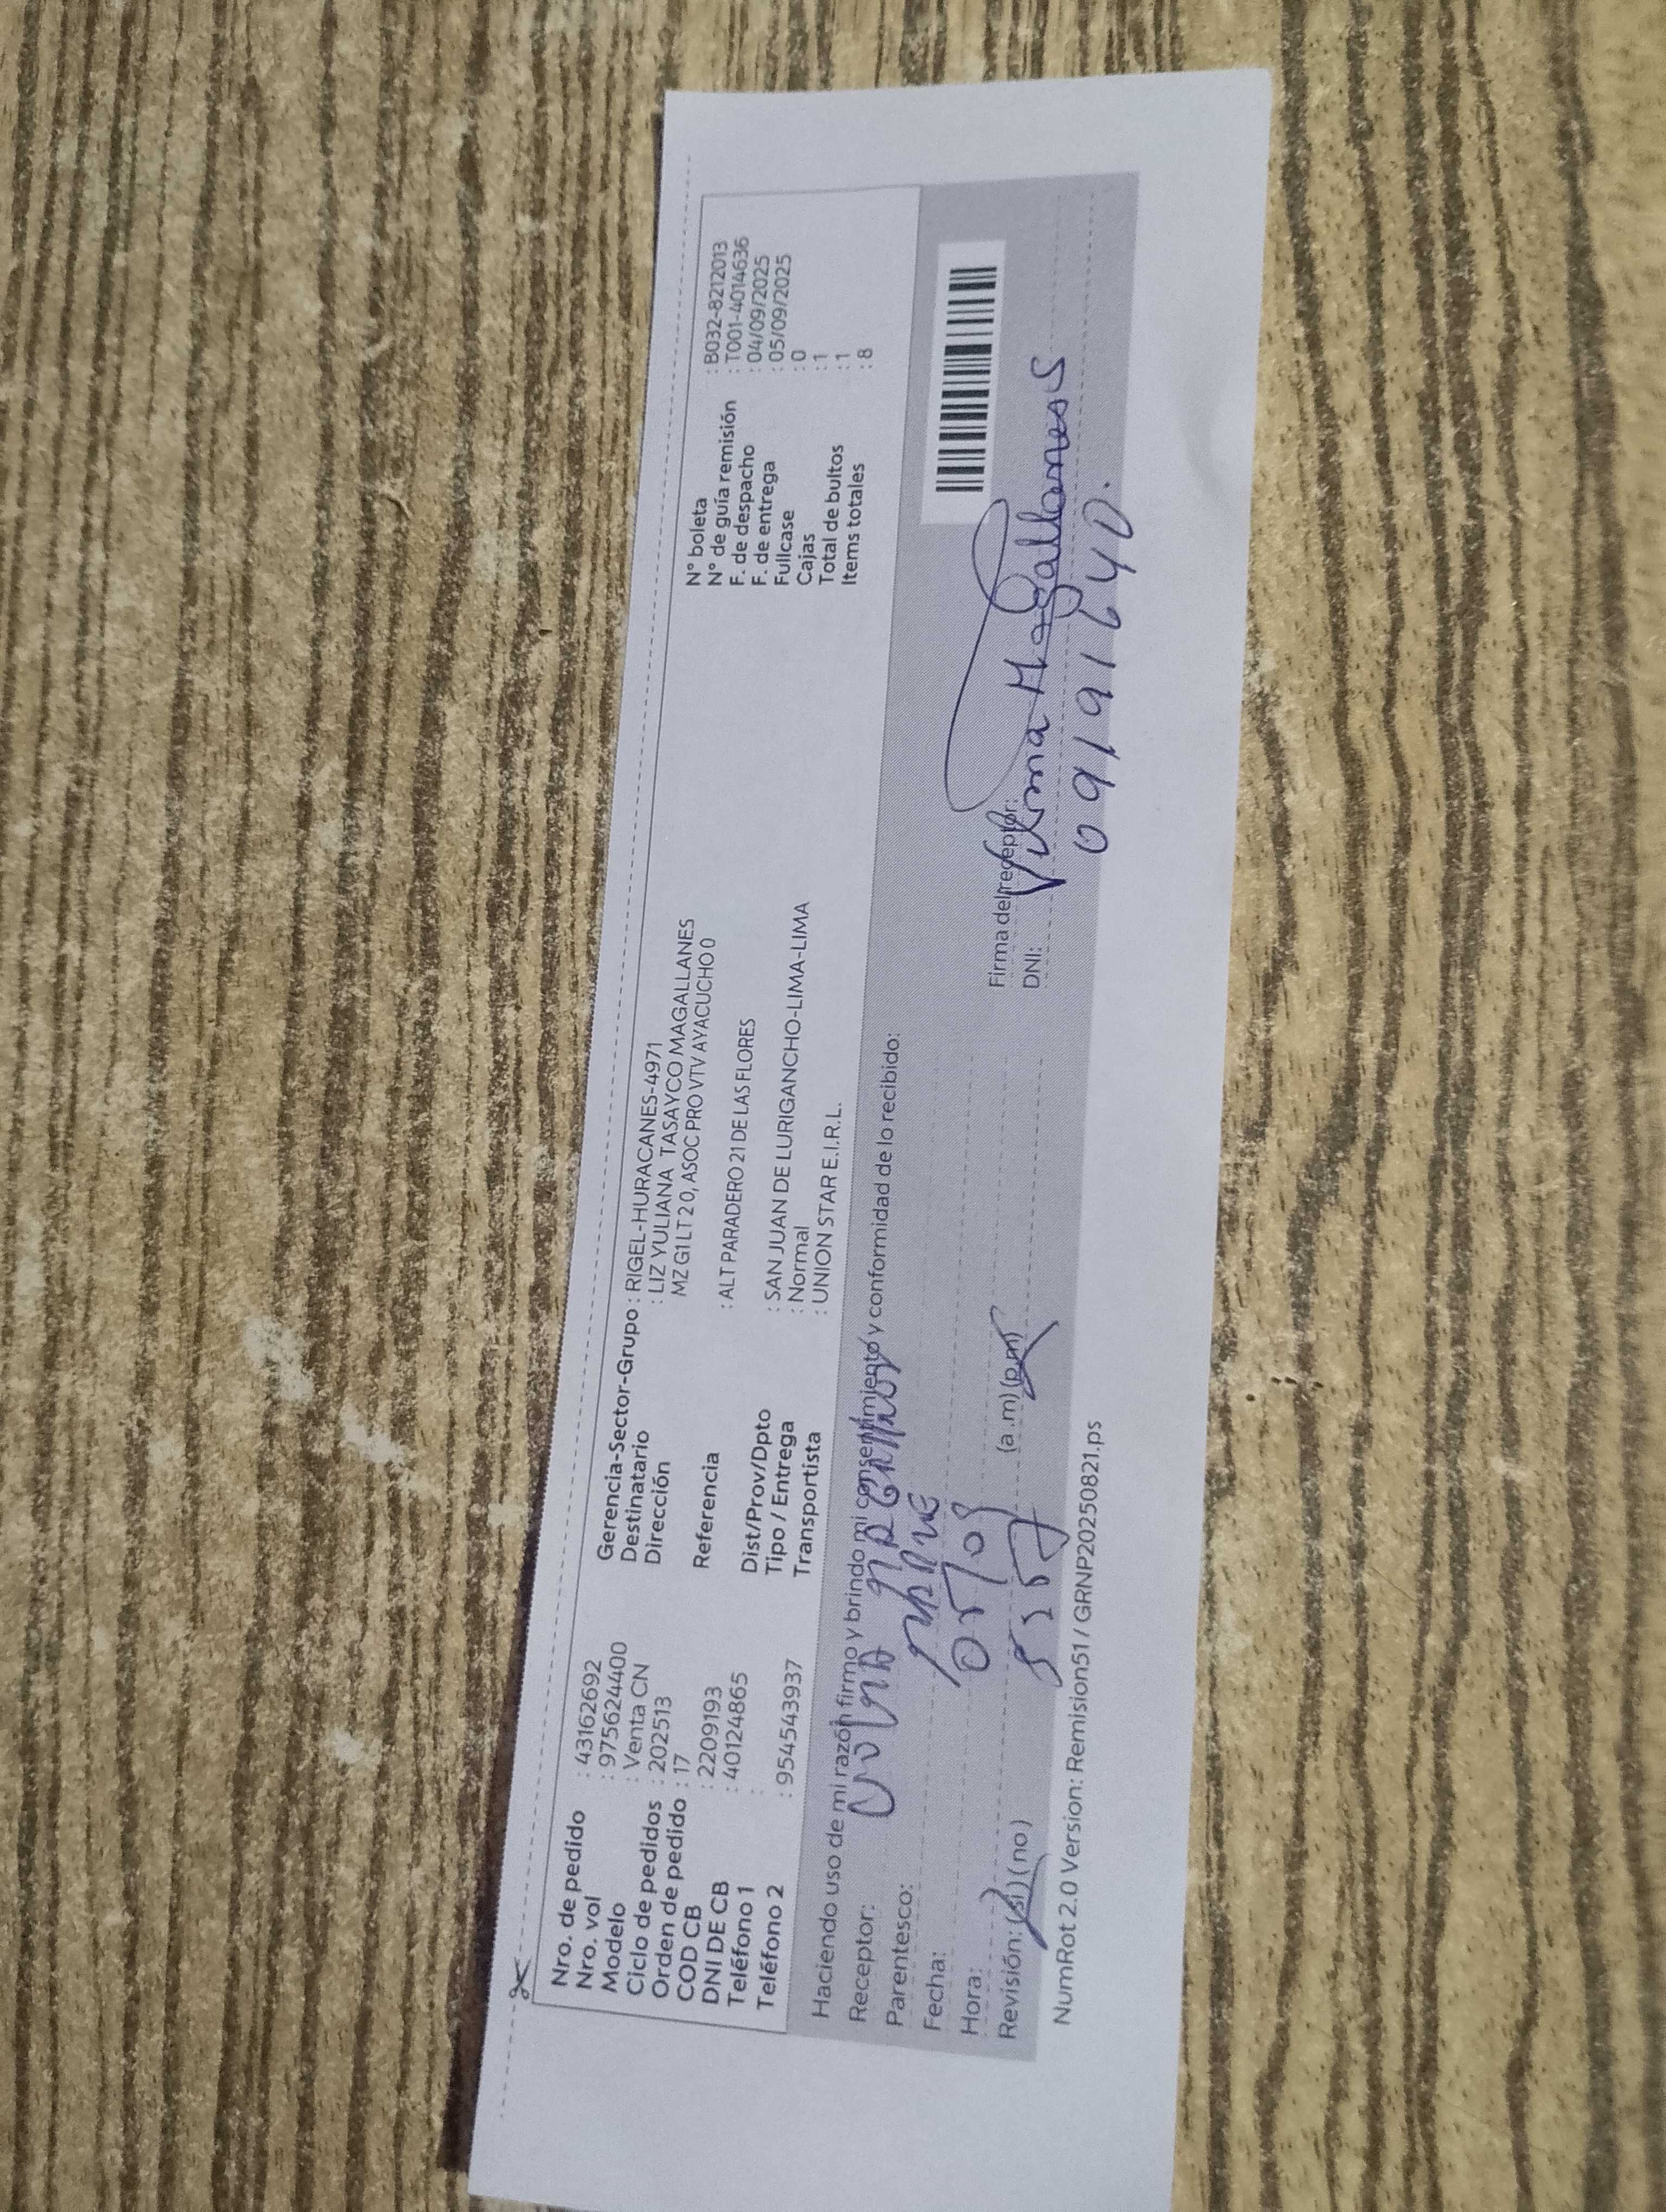 Nro. de pedido : 43162692
Nro. vol : 975624400
Modelo : Venta CN
Ciclo de pedidos : 202513
Orden de pedido : 17
COD CB : 2209193
DNI DE CB : 40124865
Teléfono 1 :
Teléfono 2 : 954543937
Gerencia-Sector-Grupo : RIGEL-HURACANES-4971
Destinatario : LIZ YULIANA TASAYCO MAGALLANES
Dirección MZ G1 LT 2 0, ASOC PRO VTV AYACUCHO 0
Referencia : ALT PARADERO 21 DE LAS FLORES
Dist/Prov/Dpto : SAN JUAN DE LURIGANCHO-LIMA-LIMA
Tipo / Entrega : Normal
Transportista : UNION STAR E.I.R.L.
N° boleta : B032-8212013
N° de guía remisión : T001-4014636
F. de despacho : 04/09/2025
F. de entrega : 05/09/2025
Fullcase : 0
Cajas : 1
Total de bultos : 1
Items totales : 8
Haciendo uso de mi razón firmo y brindo mi consentimiento y conformidad de lo recibido:
Receptor:
Parentesco:
Fecha:
Hora: (a.m) (p.m)
Revisión: (si) (no)
Firma del receptor: Vilma Magallanes
DNI:
NumRot 2.0 Version: Remision51 / GRNP20250821.ps